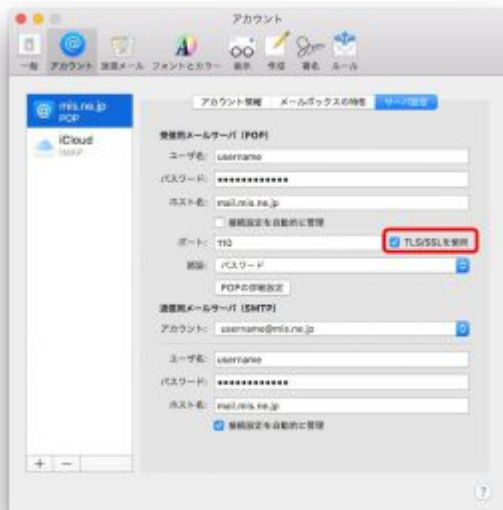 アカウント
一般 アカウント 迷惑メール フォントとカラー 表示 作成 署名 ルール
mis.ne.jp
POP
iCloud
IMAP
アカウント情報 メールボックスの特性 サーバ設定
受信用メールサーバ (POP)
ユーザ名: username
パスワード: ●●●●●●●●●●●●
ホスト名: mail.mis.ne.jp
接続設定を自動的に管理
ポート: 110 TLS/SSLを使用
認証: パスワード
POPの詳細設定
送信用メールサーバ (SMTP)
アカウント: username@mis.ne.jp
ユーザ名: username
パスワード: ●●●●●●●●●●●●
ホスト名: mail.mis.ne.jp
接続設定を自動的に管理
+ −
?